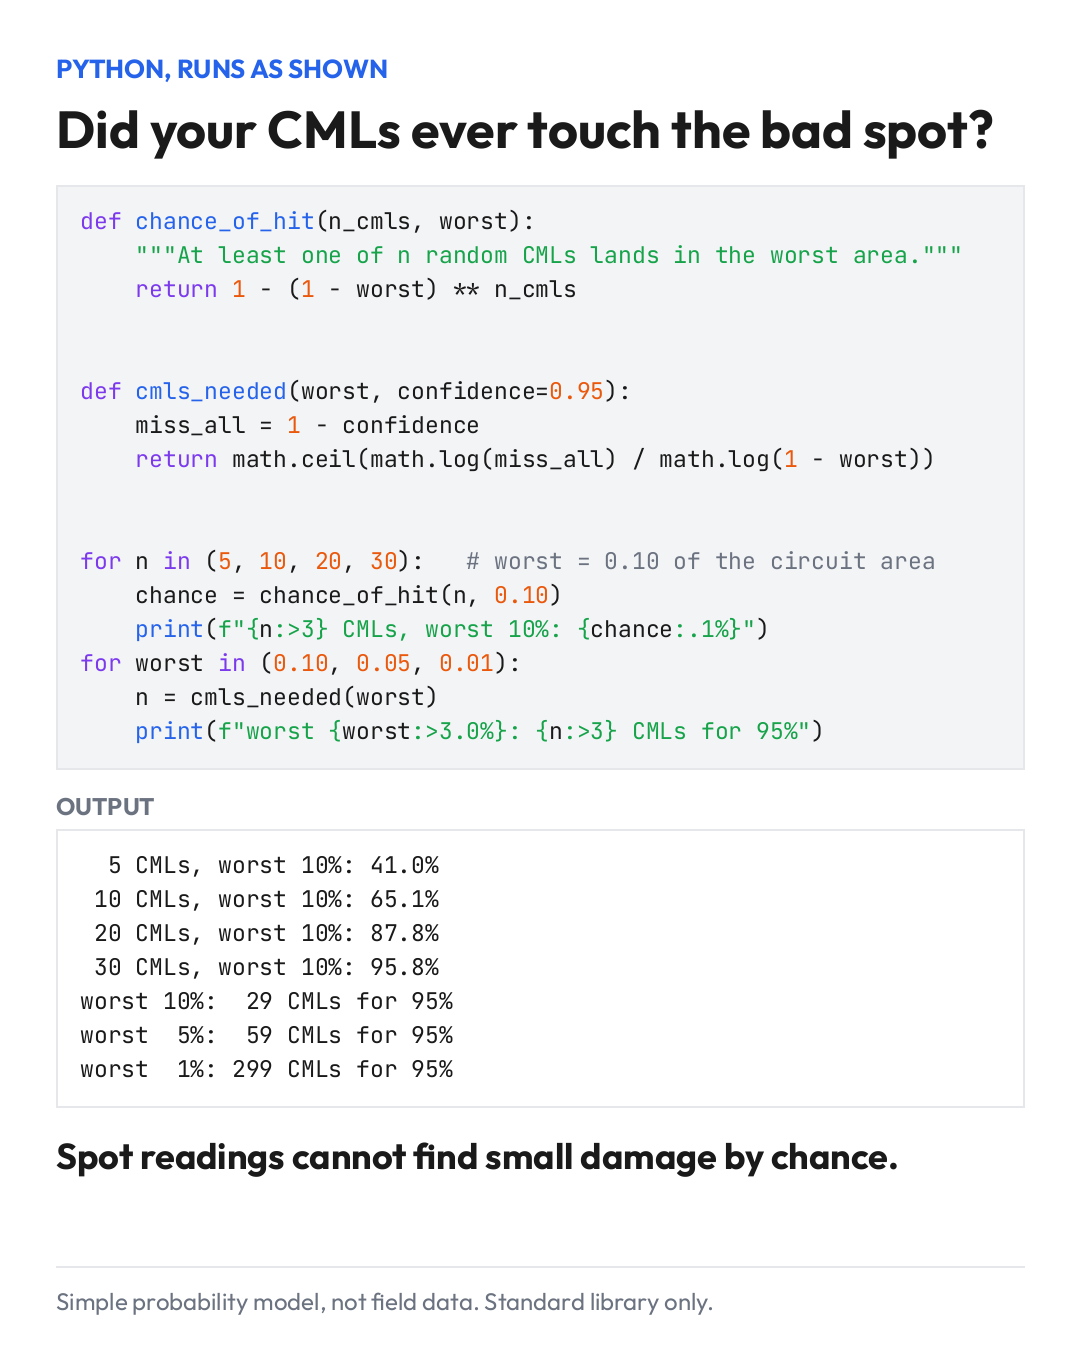 PYTHON, RUNS AS SHOWN
Did your CMLs ever touch the bad spot?
def chance_of_hit(n_cmls, worst):
    """At least one of n random CMLs lands in the worst area."""
    return 1 - (1 - worst) ** n_cmls
def cmls_needed(worst, confidence=0.95):
    miss_all = 1 - confidence
    return math.ceil(math.log(miss_all) / math.log(1 - worst))
for n in (5, 10, 20, 30):   # worst = 0.10 of the circuit area
    chance = chance_of_hit(n, 0.10)
    print(f"{n:>3} CMLs, worst 10%: {chance:.1%}")
for worst in (0.10, 0.05, 0.01):
    n = cmls_needed(worst)
    print(f"worst {worst:>3.0%}: {n:>3} CMLs for 95%")
OUTPUT
  5 CMLs, worst 10%: 41.0%
 10 CMLs, worst 10%: 65.1%
 20 CMLs, worst 10%: 87.8%
 30 CMLs, worst 10%: 95.8%
worst 10%:  29 CMLs for 95%
worst  5%:  59 CMLs for 95%
worst  1%: 299 CMLs for 95%
Spot readings cannot find small damage by chance.
Simple probability model, not field data. Standard library only.